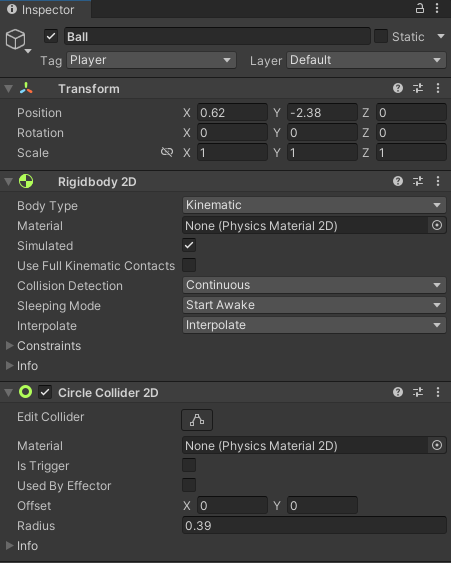 Inspector
Ball Static
Tag Player Layer Default
Transform
Position X 0.62 Y -2.38 Z 0
Rotation X 0 Y 0 Z 0
Scale X 1 Y 1 Z 1
Rigidbody 2D
Body Type Kinematic
Material None (Physics Material 2D)
Simulated
Use Full Kinematic Contacts
Collision Detection Continuous
Sleeping Mode Start Awake
Interpolate Interpolate
Constraints
Info
Circle Collider 2D
Edit Collider
Material None (Physics Material 2D)
Is Trigger
Used By Effector
Offset X 0 Y 0
Radius 0.39
Info